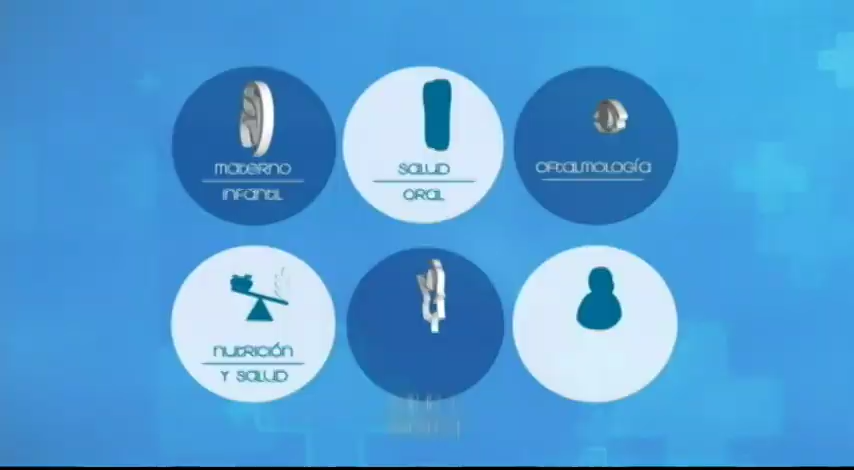 MATERNO
INFANTIL
SALUD
ORAL
OFTALMOLOGÍA
NUTRICIÓN
Y SALUD